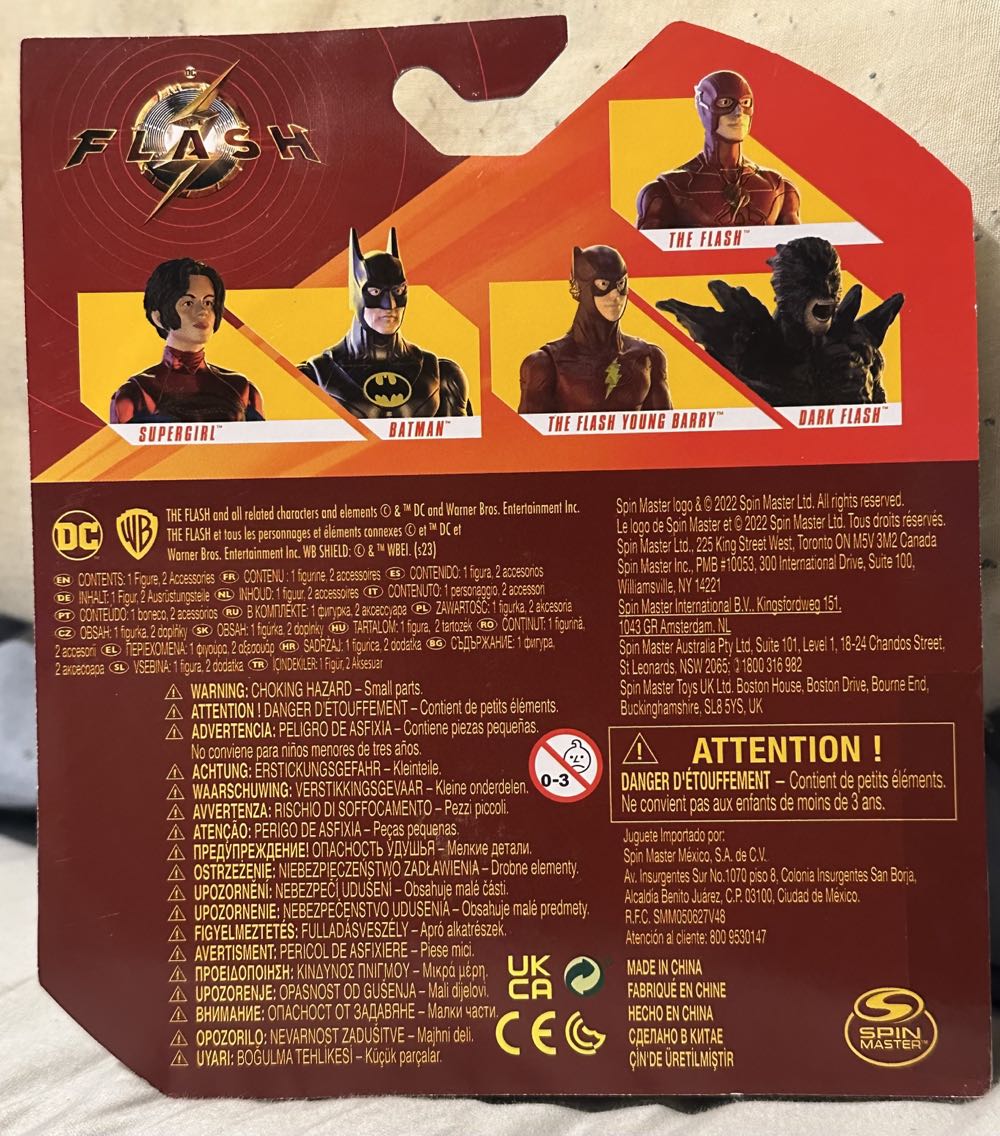 DC
FLASH
THE FLASH™
SUPERGIRL™
BATMAN™
THE FLASH YOUNG BARRY™
DARK FLASH™
DC
WB
THE FLASH and all related characters and elements © & ™ DC and Warner Bros. Entertainment Inc.
THE FLASH et tous les personnages et éléments connexes © et ™ DC et
Warner Bros. Entertainment Inc. WB SHIELD: © & ™ WBEI. (s23)
EN CONTENTS: 1 Figure, 2 Accessories FR CONTENU : 1 figurine, 2 accessoires ES CONTENIDO: 1 figura, 2 accesorios
DE INHALT: 1 Figur, 2 Ausrüstungsteile NL INHOUD: 1 figuur, 2 accessoires IT CONTENUTO: 1 personaggio, 2 accessori
PT CONTEÚDO: 1 boneco, 2 acessórios RU В КОМПЛЕКТЕ: 1 фигурка, 2 аксессуара PL ZAWARTOŚĆ: 1 figurka, 2 akcesoria
CZ OBSAH: 1 figurka, 2 doplňky SK OBSAH: 1 figúrka, 2 doplnky HU TARTALOM: 1 figura, 2 tartozék RO CONȚINUT: 1 figurină,
2 accesorii EL ΠΕΡΙΕΧΟΜΕΝΑ: 1 φιγούρα, 2 αξεσουάρ HR SADRŽAJ: 1 figurica, 2 dodatka BG СЪДЪРЖАНИЕ: 1 фигура,
2 аксесоара SL VSEBINA: 1 figura, 2 dodatka TR İÇİNDEKİLER: 1 Figür, 2 Aksesuar
WARNING: CHOKING HAZARD – Small parts.
ATTENTION ! DANGER D'ÉTOUFFEMENT – Contient de petits éléments.
ADVERTENCIA: PELIGRO DE ASFIXIA – Contiene piezas pequeñas.
No conviene para niños menores de tres años.
ACHTUNG: ERSTICKUNGSGEFAHR – Kleinteile.
WAARSCHUWING: VERSTIKKINGSGEVAAR – Kleine onderdelen.
AVVERTENZA: RISCHIO DI SOFFOCAMENTO – Pezzi piccoli.
ATENÇÃO: PERIGO DE ASFIXIA – Peças pequenas.
ПРЕДУПРЕЖДЕНИЕ! ОПАСНОСТЬ УДУШЬЯ – Мелкие детали.
OSTRZEŻENIE: NIEBEZPIECZEŃSTWO ZADŁAWIENIA – Drobne elementy.
UPOZORNĚNÍ: NEBEZPEČÍ UDUŠENÍ – Obsahuje malé části.
UPOZORNENIE: NEBEZPEČENSTVO UDUSENIA – Obsahuje malé predmety.
FIGYELMEZTETÉS: FULLADÁSVESZÉLY – Apró alkatrészek.
AVERTISMENT: PERICOL DE ASFIXIERE – Piese mici.
ΠΡΟΕΙΔΟΠΟΙΗΣΗ: ΚΙΝΔΥΝΟΣ ΠΝΙΓΜΟΥ – Μικρά μέρη.
UPOZORENJE: OPASNOST OD GUŠENJA – Mali dijelovi.
ВНИМАНИЕ: ОПАСНОСТ ОТ ЗАДАВЯНЕ – Малки части.
OPOZORILO: NEVARNOST ZADUŠITVE – Majhni deli.
UYARI: BOĞULMA TEHLİKESİ – Küçük parçalar.
0-3
UK
CA
CE
Spin Master logo & © 2022 Spin Master Ltd. All rights reserved.
Le logo de Spin Master et © 2022 Spin Master Ltd. Tous droits réservés.
Spin Master Ltd., 225 King Street West, Toronto ON M5V 3M2 Canada
Spin Master Inc., PMB #10053, 300 International Drive, Suite 100,
Williamsville, NY 14221
Spin Master International B.V., Kingsfordweg 151,
1043 GR Amsterdam, NL
Spin Master Australia Pty Ltd, Suite 101, Level 1, 18-24 Chandos Street,
St Leonards, NSW 2065; 1800 316 982
Spin Master Toys UK Ltd. Boston House, Boston Drive, Bourne End,
Buckinghamshire, SL8 5YS, UK
ATTENTION !
DANGER D'ÉTOUFFEMENT – Contient de petits éléments.
Ne convient pas aux enfants de moins de 3 ans.
Juguete Importado por:
Spin Master México, S.A. de C.V.
Av. Insurgentes Sur No.1070 piso 8, Colonia Insurgentes San Borja,
Alcaldía Benito Juárez, C.P. 03100, Ciudad de México.
R.F.C. SMM050627V48
Atención al cliente: 800 9530147
MADE IN CHINA
FABRIQUÉ EN CHINE
HECHO EN CHINA
СДЕЛАНО В КИТАЕ
ÇİN'DE ÜRETİLMİŞTİR
SPIN
MASTER™